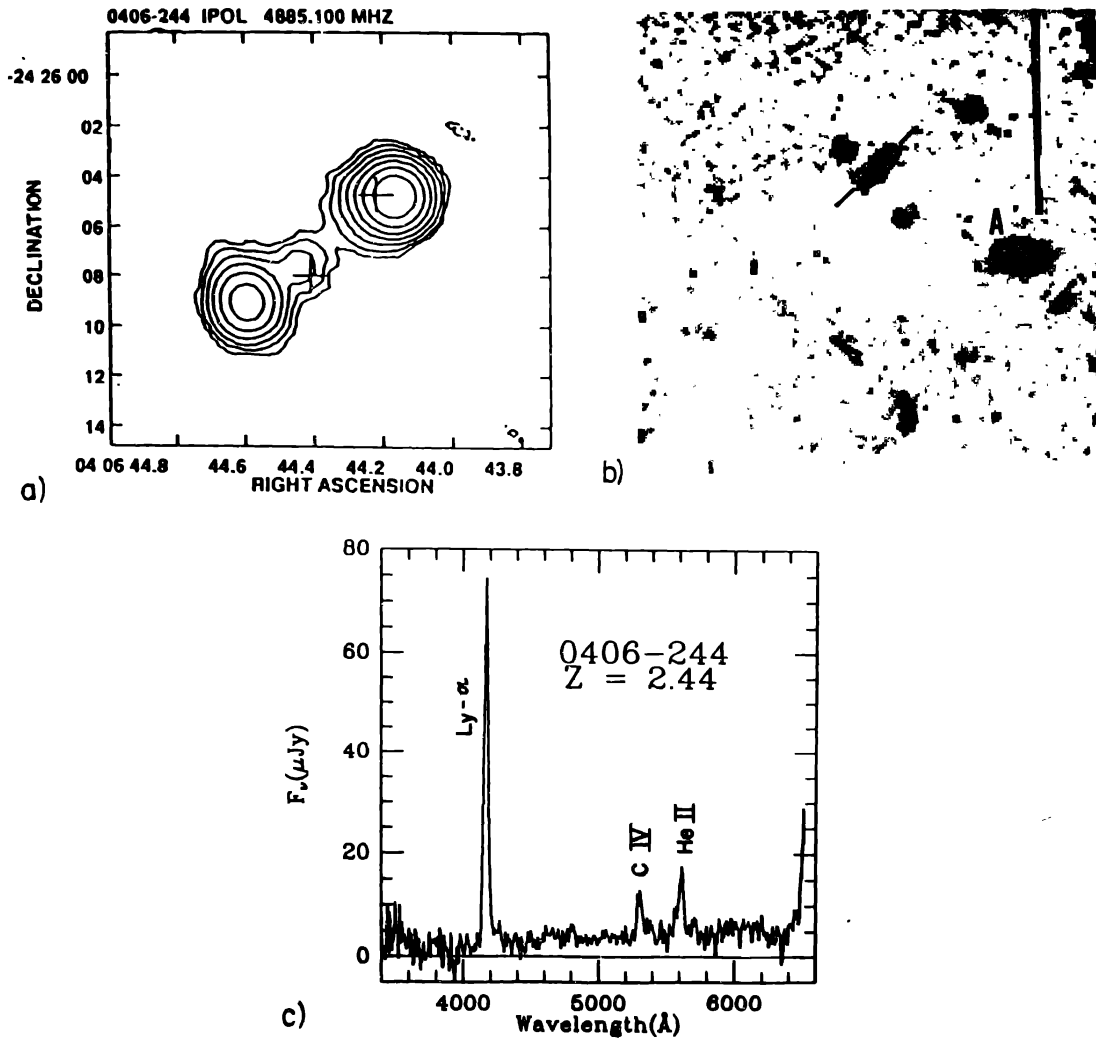 0406-244 IPOL 4885.100 MHZ
-24 26 00
02
04
06
08
10
12
14
DECLINATION
04 06 44.8 44.6 44.4 44.2 44.0 43.8
RIGHT ASCENSION
a)
A
b)
80
60
40
20
0
Fν(μJy)
0406-244
Z = 2.44
Ly-α
C IV
He II
4000 5000 6000
Wavelength(Å)
c)